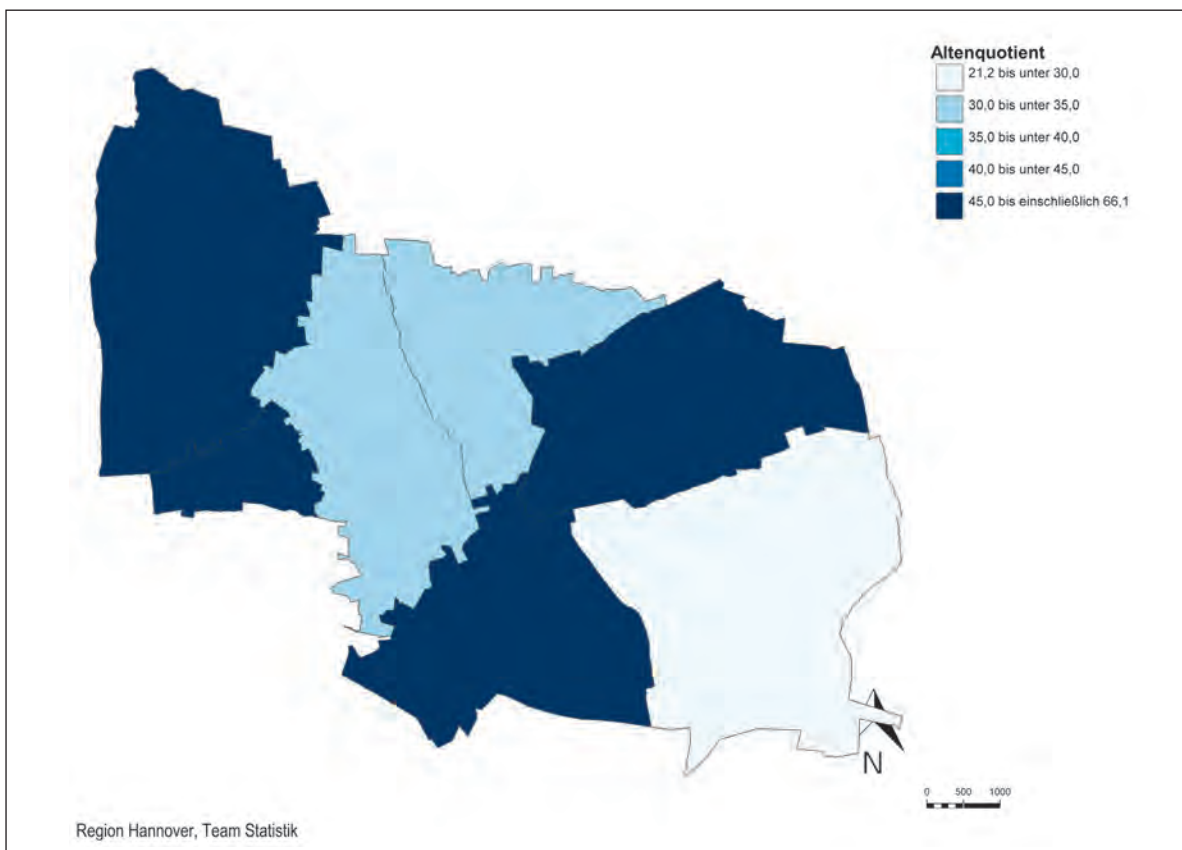 Altenquotient
21,2 bis unter 30,0
30,0 bis unter 35,0
35,0 bis unter 40,0
40,0 bis unter 45,0
45,0 bis einschließlich 66,1
N
0 500 1000
Region Hannover, Team Statistik